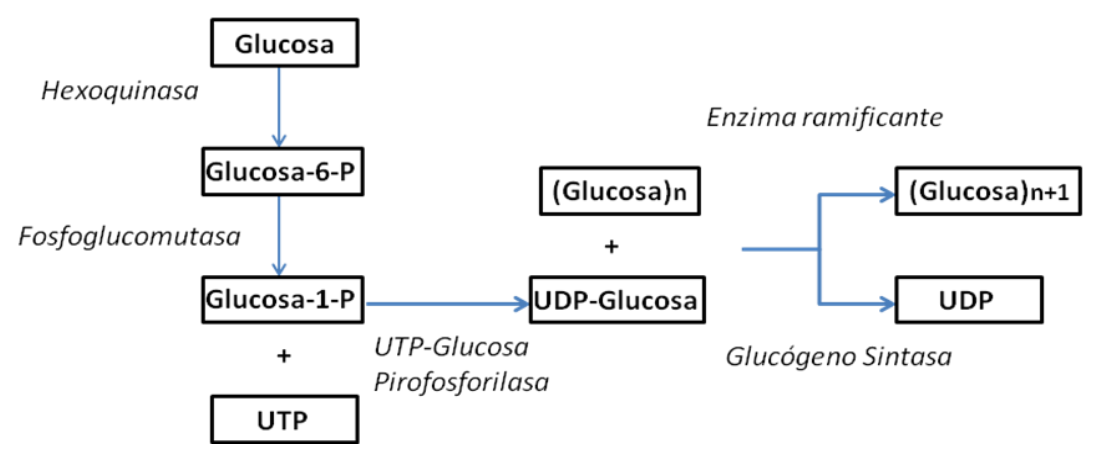 Glucosa
Hexoquinasa
Glucosa-6-P
Fosfoglucomutasa
Glucosa-1-P
+
UTP
UTP-Glucosa
Pirofosforilasa
(Glucosa)n
+
UDP-Glucosa
Enzima ramificante
Glucógeno Sintasa
(Glucosa)n+1
UDP